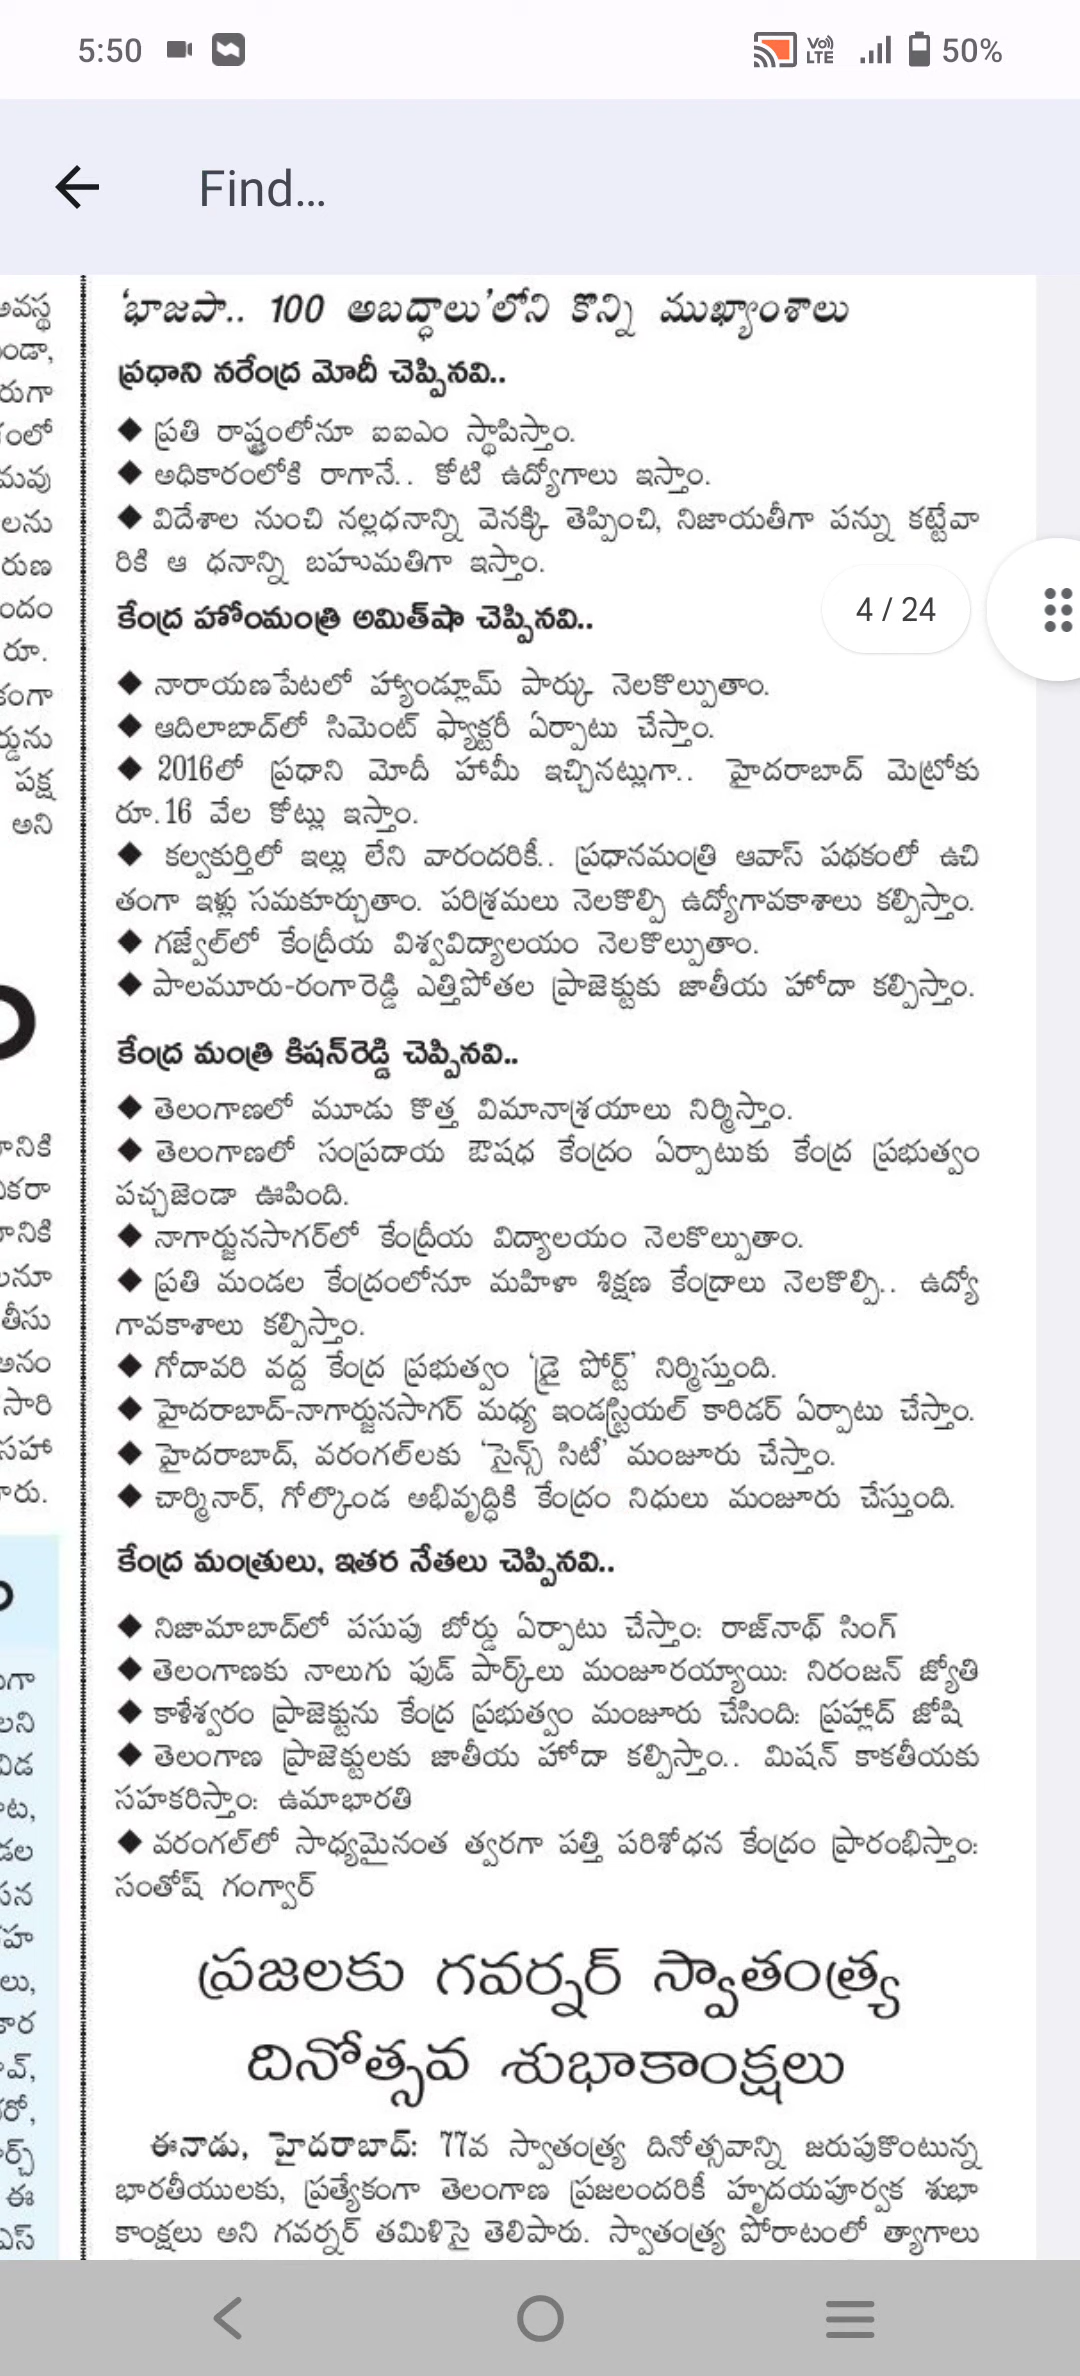 5:50
Vo)
LTE
50%
Find...
'భాజపా.. 100 అబద్ధాలు'లోని కొన్ని ముఖ్యాంశాలు
ప్రధాని నరేంద్ర మోదీ చెప్పినవి..
◆ ప్రతి రాష్ట్రంలోనూ ఐఐఎం స్థాపిస్తాం.
◆ అధికారంలోకి రాగానే.. కోటి ఉద్యోగాలు ఇస్తాం.
◆ విదేశాల నుంచి నల్లధనాన్ని వెనక్కి తెప్పించి, నిజాయతీగా పన్ను కట్టేవా
రికి ఆ ధనాన్ని బహుమతిగా ఇస్తాం.
కేంద్ర హోంమంత్రి అమిత్‌షా చెప్పినవి..
4 / 24
◆ నారాయణపేటలో హ్యాండ్లూమ్ పార్కు నెలకొల్పుతాం.
◆ ఆదిలాబాద్‌లో సిమెంట్ ఫ్యాక్టరీ ఏర్పాటు చేస్తాం.
◆ 2016లో ప్రధాని మోదీ హామీ ఇచ్చినట్లుగా.. హైదరాబాద్ మెట్రోకు
రూ.16 వేల కోట్లు ఇస్తాం.
◆ కల్వకుర్తిలో ఇల్లు లేని వారందరికీ.. ప్రధానమంత్రి ఆవాస్ పథకంలో ఉచి
తంగా ఇళ్లు సమకూర్చుతాం. పరిశ్రమలు నెలకొల్పి ఉద్యోగావకాశాలు కల్పిస్తాం.
◆ గజ్వేల్‌లో కేంద్రీయ విశ్వవిద్యాలయం నెలకొల్పుతాం.
◆ పాలమూరు-రంగారెడ్డి ఎత్తిపోతల ప్రాజెక్టుకు జాతీయ హోదా కల్పిస్తాం.
కేంద్ర మంత్రి కిషన్‌రెడ్డి చెప్పినవి..
◆ తెలంగాణలో మూడు కొత్త విమానాశ్రయాలు నిర్మిస్తాం.
◆ తెలంగాణలో సంప్రదాయ ఔషధ కేంద్రం ఏర్పాటుకు కేంద్ర ప్రభుత్వం
పచ్చజెండా ఊపింది.
◆ నాగార్జునసాగర్‌లో కేంద్రీయ విద్యాలయం నెలకొల్పుతాం.
◆ ప్రతి మండల కేంద్రంలోనూ మహిళా శిక్షణ కేంద్రాలు నెలకొల్పి.. ఉద్యో
గావకాశాలు కల్పిస్తాం.
◆ గోదావరి వద్ద కేంద్ర ప్రభుత్వం 'డ్రై పోర్ట్' నిర్మిస్తుంది.
◆ హైదరాబాద్-నాగార్జునసాగర్ మధ్య ఇండస్ట్రియల్ కారిడర్ ఏర్పాటు చేస్తాం.
◆ హైదరాబాద్, వరంగల్‌లకు 'సైన్స్ సిటీ' మంజూరు చేస్తాం.
◆ చార్మినార్, గోల్కొండ అభివృద్ధికి కేంద్రం నిధులు మంజూరు చేస్తుంది.
కేంద్ర మంత్రులు, ఇతర నేతలు చెప్పినవి..
◆ నిజామాబాద్‌లో పసుపు బోర్డు ఏర్పాటు చేస్తాం: రాజ్‌నాథ్ సింగ్
◆ తెలంగాణకు నాలుగు ఫుడ్ పార్క్‌లు మంజూరయ్యాయి: నిరంజన్ జ్యోతి
◆ కాళేశ్వరం ప్రాజెక్టును కేంద్ర ప్రభుత్వం మంజూరు చేసింది: ప్రహ్లాద్ జోషి
◆ తెలంగాణ ప్రాజెక్టులకు జాతీయ హోదా కల్పిస్తాం.. మిషన్ కాకతీయకు
సహకరిస్తాం: ఉమాభారతి
◆ వరంగల్‌లో సాధ్యమైనంత త్వరగా పత్తి పరిశోధన కేంద్రం ప్రారంభిస్తాం:
సంతోష్ గంగ్వార్
ప్రజలకు గవర్నర్ స్వాతంత్ర్య
దినోత్సవ శుభాకాంక్షలు
ఈనాడు, హైదరాబాద్: 77వ స్వాతంత్ర్య దినోత్సవాన్ని జరుపుకొంటున్న
భారతీయులకు, ప్రత్యేకంగా తెలంగాణ ప్రజలందరికీ హృదయపూర్వక శుభా
కాంక్షలు అని గవర్నర్ తమిళిసై తెలిపారు. స్వాతంత్ర్య పోరాటంలో త్యాగాలు